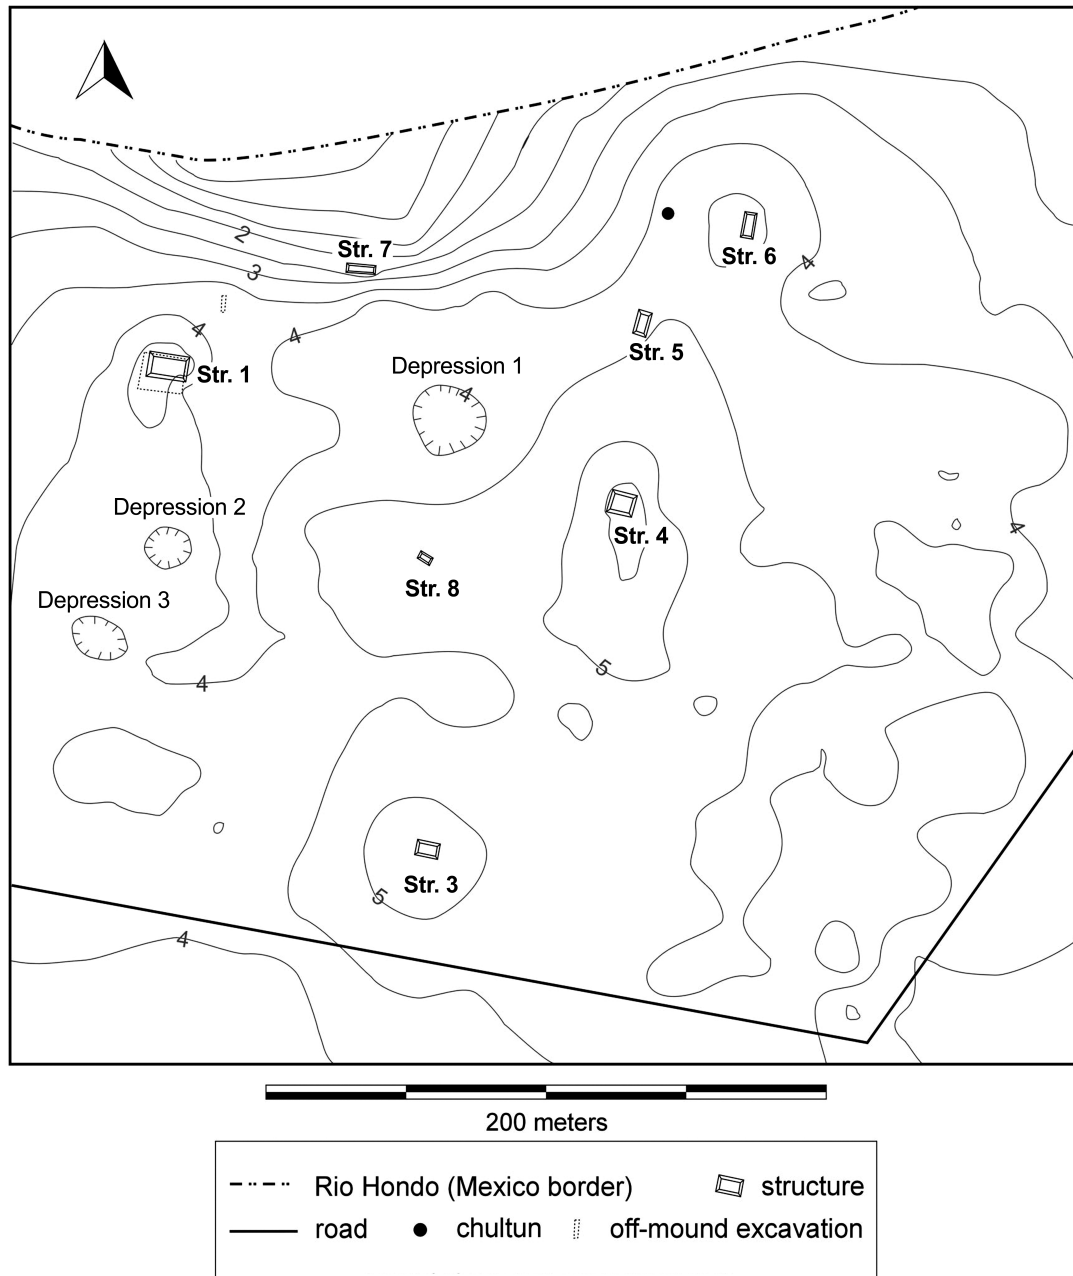 2
Str. 7
3
Str. 6
4
4
4
Str. 5
Depression 1
Str. 1
4
Depression 2
4
Str. 4
Str. 8
Depression 3
5
4
Str. 3
5
4
200 meters
Rio Hondo (Mexico border)
structure
road
chultun
off-mound excavation